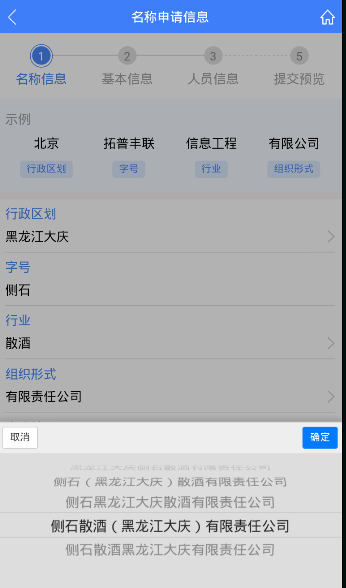 名称申请信息
1 2 3 5
名称信息 基本信息 人员信息 提交预览
示例
北京 拓普丰联 信息工程 有限公司
行政区划 字号 行业 组织形式
行政区划
黑龙江大庆
字号
侧石
行业
散酒
组织形式
有限责任公司
取消 确定
侧石（黑龙江大庆）散酒有限责任公司
侧石黑龙江大庆散酒有限责任公司
侧石散酒（黑龙江大庆）有限责任公司
侧石散酒黑龙江大庆有限责任公司